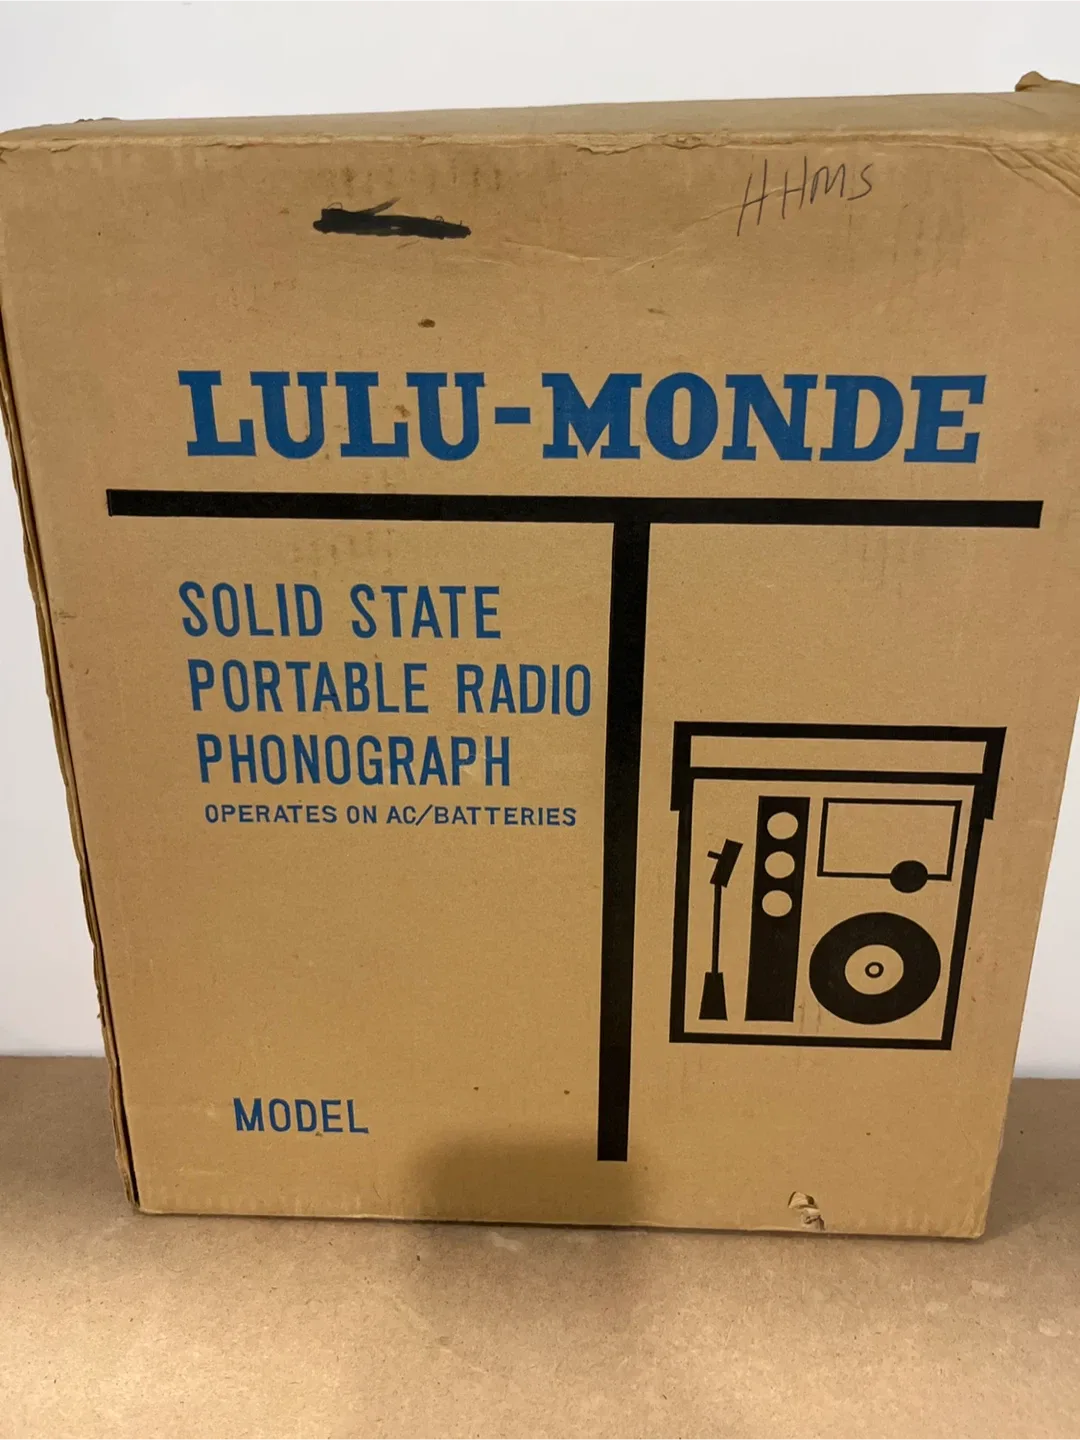 HHMS
LULU-MONDE
SOLID STATE
PORTABLE RADIO
PHONOGRAPH
OPERATES ON AC/BATTERIES
MODEL